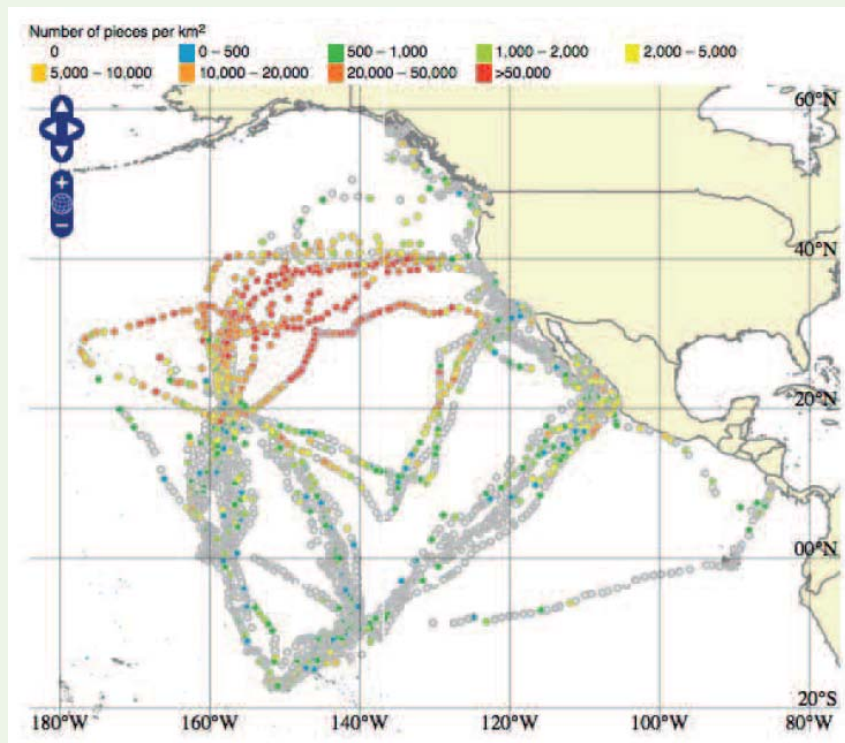 Number of pieces per km²
0 0 – 500 500 – 1,000 1,000 – 2,000 2,000 – 5,000
5,000 – 10,000 10,000 – 20,000 20,000 – 50,000 >50,000
60°N
+
−
40°N
20°N
00°N
20°S
180°W 160°W 140°W 120°W 100°W 80°W